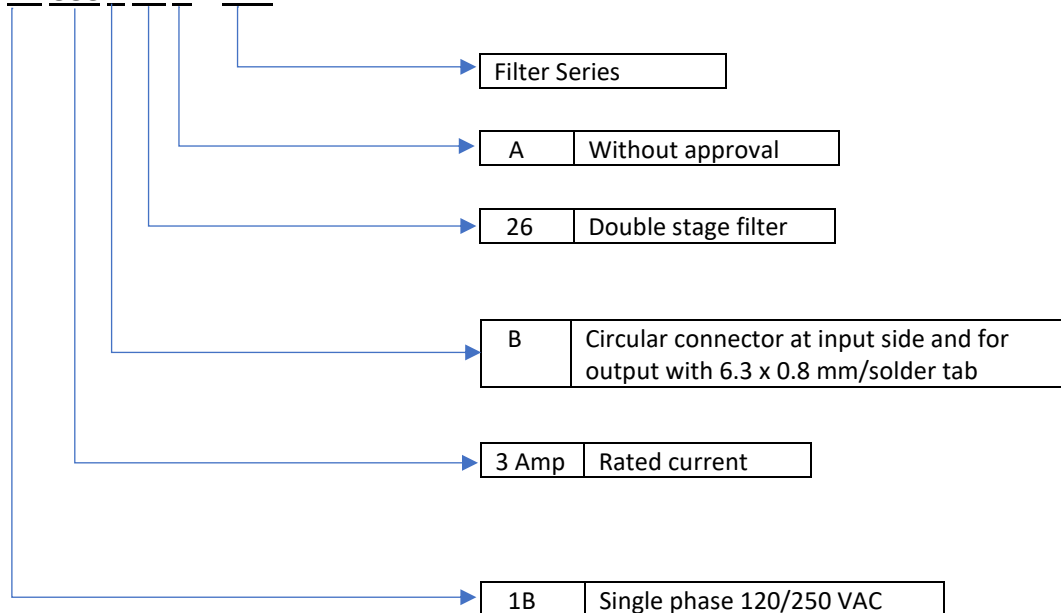 Filter Series
A Without approval
26 Double stage filter
B Circular connector at input side and for
output with 6.3 x 0.8 mm/solder tab
3 Amp Rated current
1B Single phase 120/250 VAC